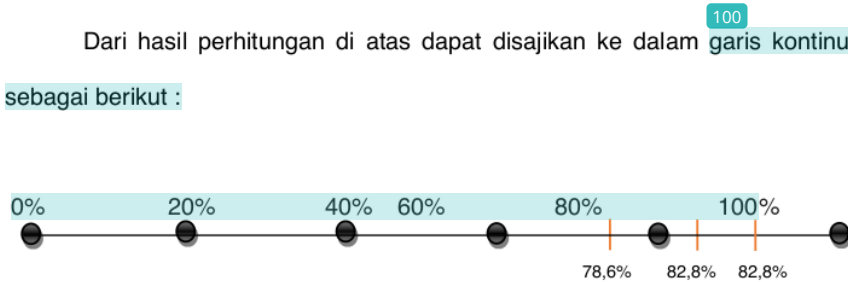 100
Dari hasil perhitungan di atas dapat disajikan ke dalam garis kontinu
sebagai berikut :
0% 20% 40% 60% 80% 100%
78,6% 82,8% 82,8%